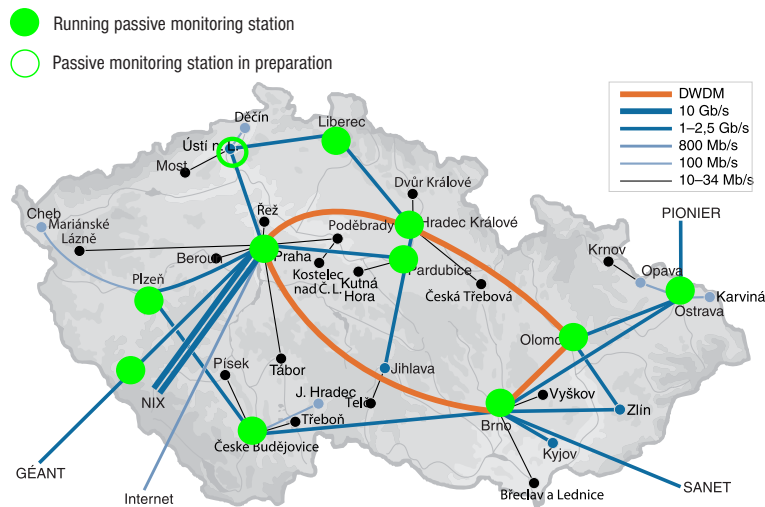 Running passive monitoring station
Passive monitoring station in preparation
DWDM
10 Gb/s
1–2,5 Gb/s
800 Mb/s
100 Mb/s
10–34 Mb/s
Děčín
Liberec
Ústí n.
Most
Dvůr Králové
Cheb
Mariánské
Lázně
Řež
Poděbrady
Hradec Králové
PIONIER
Beroun
Praha
Krnov
Opava
Plzeň
Kostelec
nad Č. L.
Kutná
Hora
Pardubice
Česká Třebová
Karviná
Ostrava
Olomo
Písek
Tábor
Jihlava
NIX
J. Hradec
Telč
Vyškov
Třeboň
Zlín
Brno
České Budějovice
Kyjov
GÉANT
Internet
Břeclav a Lednice
SANET